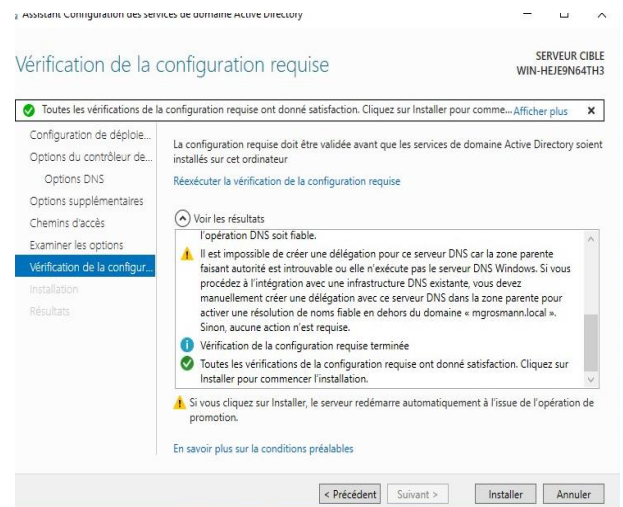 Assistant Configuration des services de domaine Active Directory
Vérification de la configuration requise
SERVEUR CIBLE
WIN-HEJE9N64TH3
Toutes les vérifications de la configuration requise ont donné satisfaction. Cliquez sur Installer pour comme... Afficher plus
Configuration de déploie...
Options du contrôleur de...
Options DNS
Options supplémentaires
Chemins d'accès
Examiner les options
Vérification de la configur...
Installation
Résultats
La configuration requise doit être validée avant que les services de domaine Active Directory soient
installés sur cet ordinateur
Réexécuter la vérification de la configuration requise
Voir les résultats
l'opération DNS soit fiable.
Il est impossible de créer une délégation pour ce serveur DNS car la zone parente
faisant autorité est introuvable ou elle n'exécute pas le serveur DNS Windows. Si vous
procédez à l'intégration avec une infrastructure DNS existante, vous devez
manuellement créer une délégation avec ce serveur DNS dans la zone parente pour
activer une résolution de noms fiable en dehors du domaine « mgrosmann.local ».
Sinon, aucune action n'est requise.
Vérification de la configuration requise terminée
Toutes les vérifications de la configuration requise ont donné satisfaction. Cliquez sur
Installer pour commencer l'installation.
Si vous cliquez sur Installer, le serveur redémarre automatiquement à l'issue de l'opération de
promotion.
En savoir plus sur la conditions préalables
< Précédent
Suivant >
Installer
Annuler